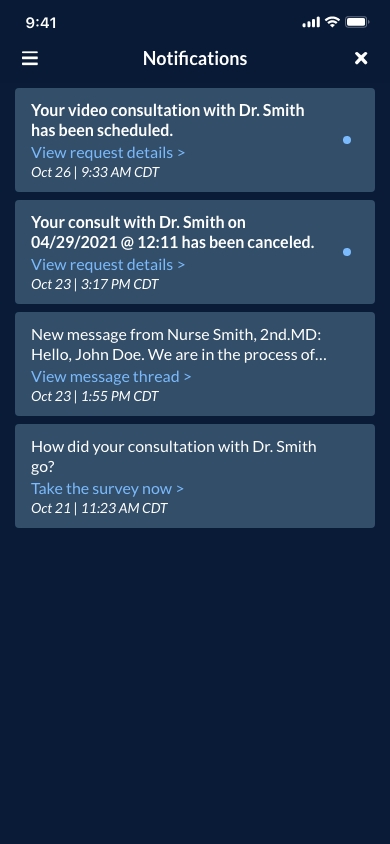 9:41
Notifications
Your video consultation with Dr. Smith
has been scheduled.
View request details >
Oct 26 | 9:33 AM CDT
Your consult with Dr. Smith on
04/29/2021 @ 12:11 has been canceled.
View request details >
Oct 23 | 3:17 PM CDT
New message from Nurse Smith, 2nd.MD:
Hello, John Doe. We are in the process of...
View message thread >
Oct 23 | 1:55 PM CDT
How did your consultation with Dr. Smith
go?
Take the survey now >
Oct 21 | 11:23 AM CDT